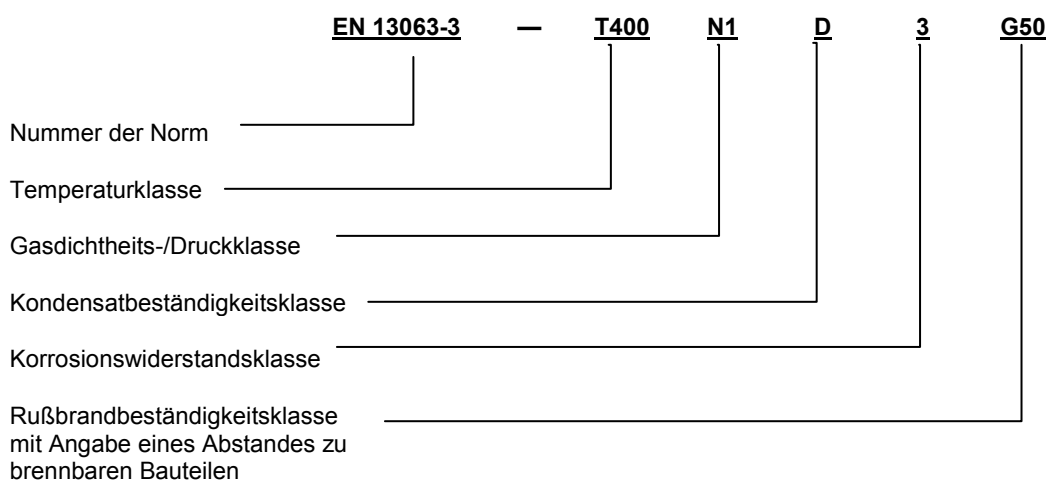 EN 13063-3 — T400 N1 D 3 G50
Nummer der Norm
Temperaturklasse
Gasdichtheits-/Druckklasse
Kondensatbeständigkeitsklasse
Korrosionswiderstandsklasse
Rußbrandbeständigkeitsklasse
mit Angabe eines Abstandes zu
brennbaren Bauteilen